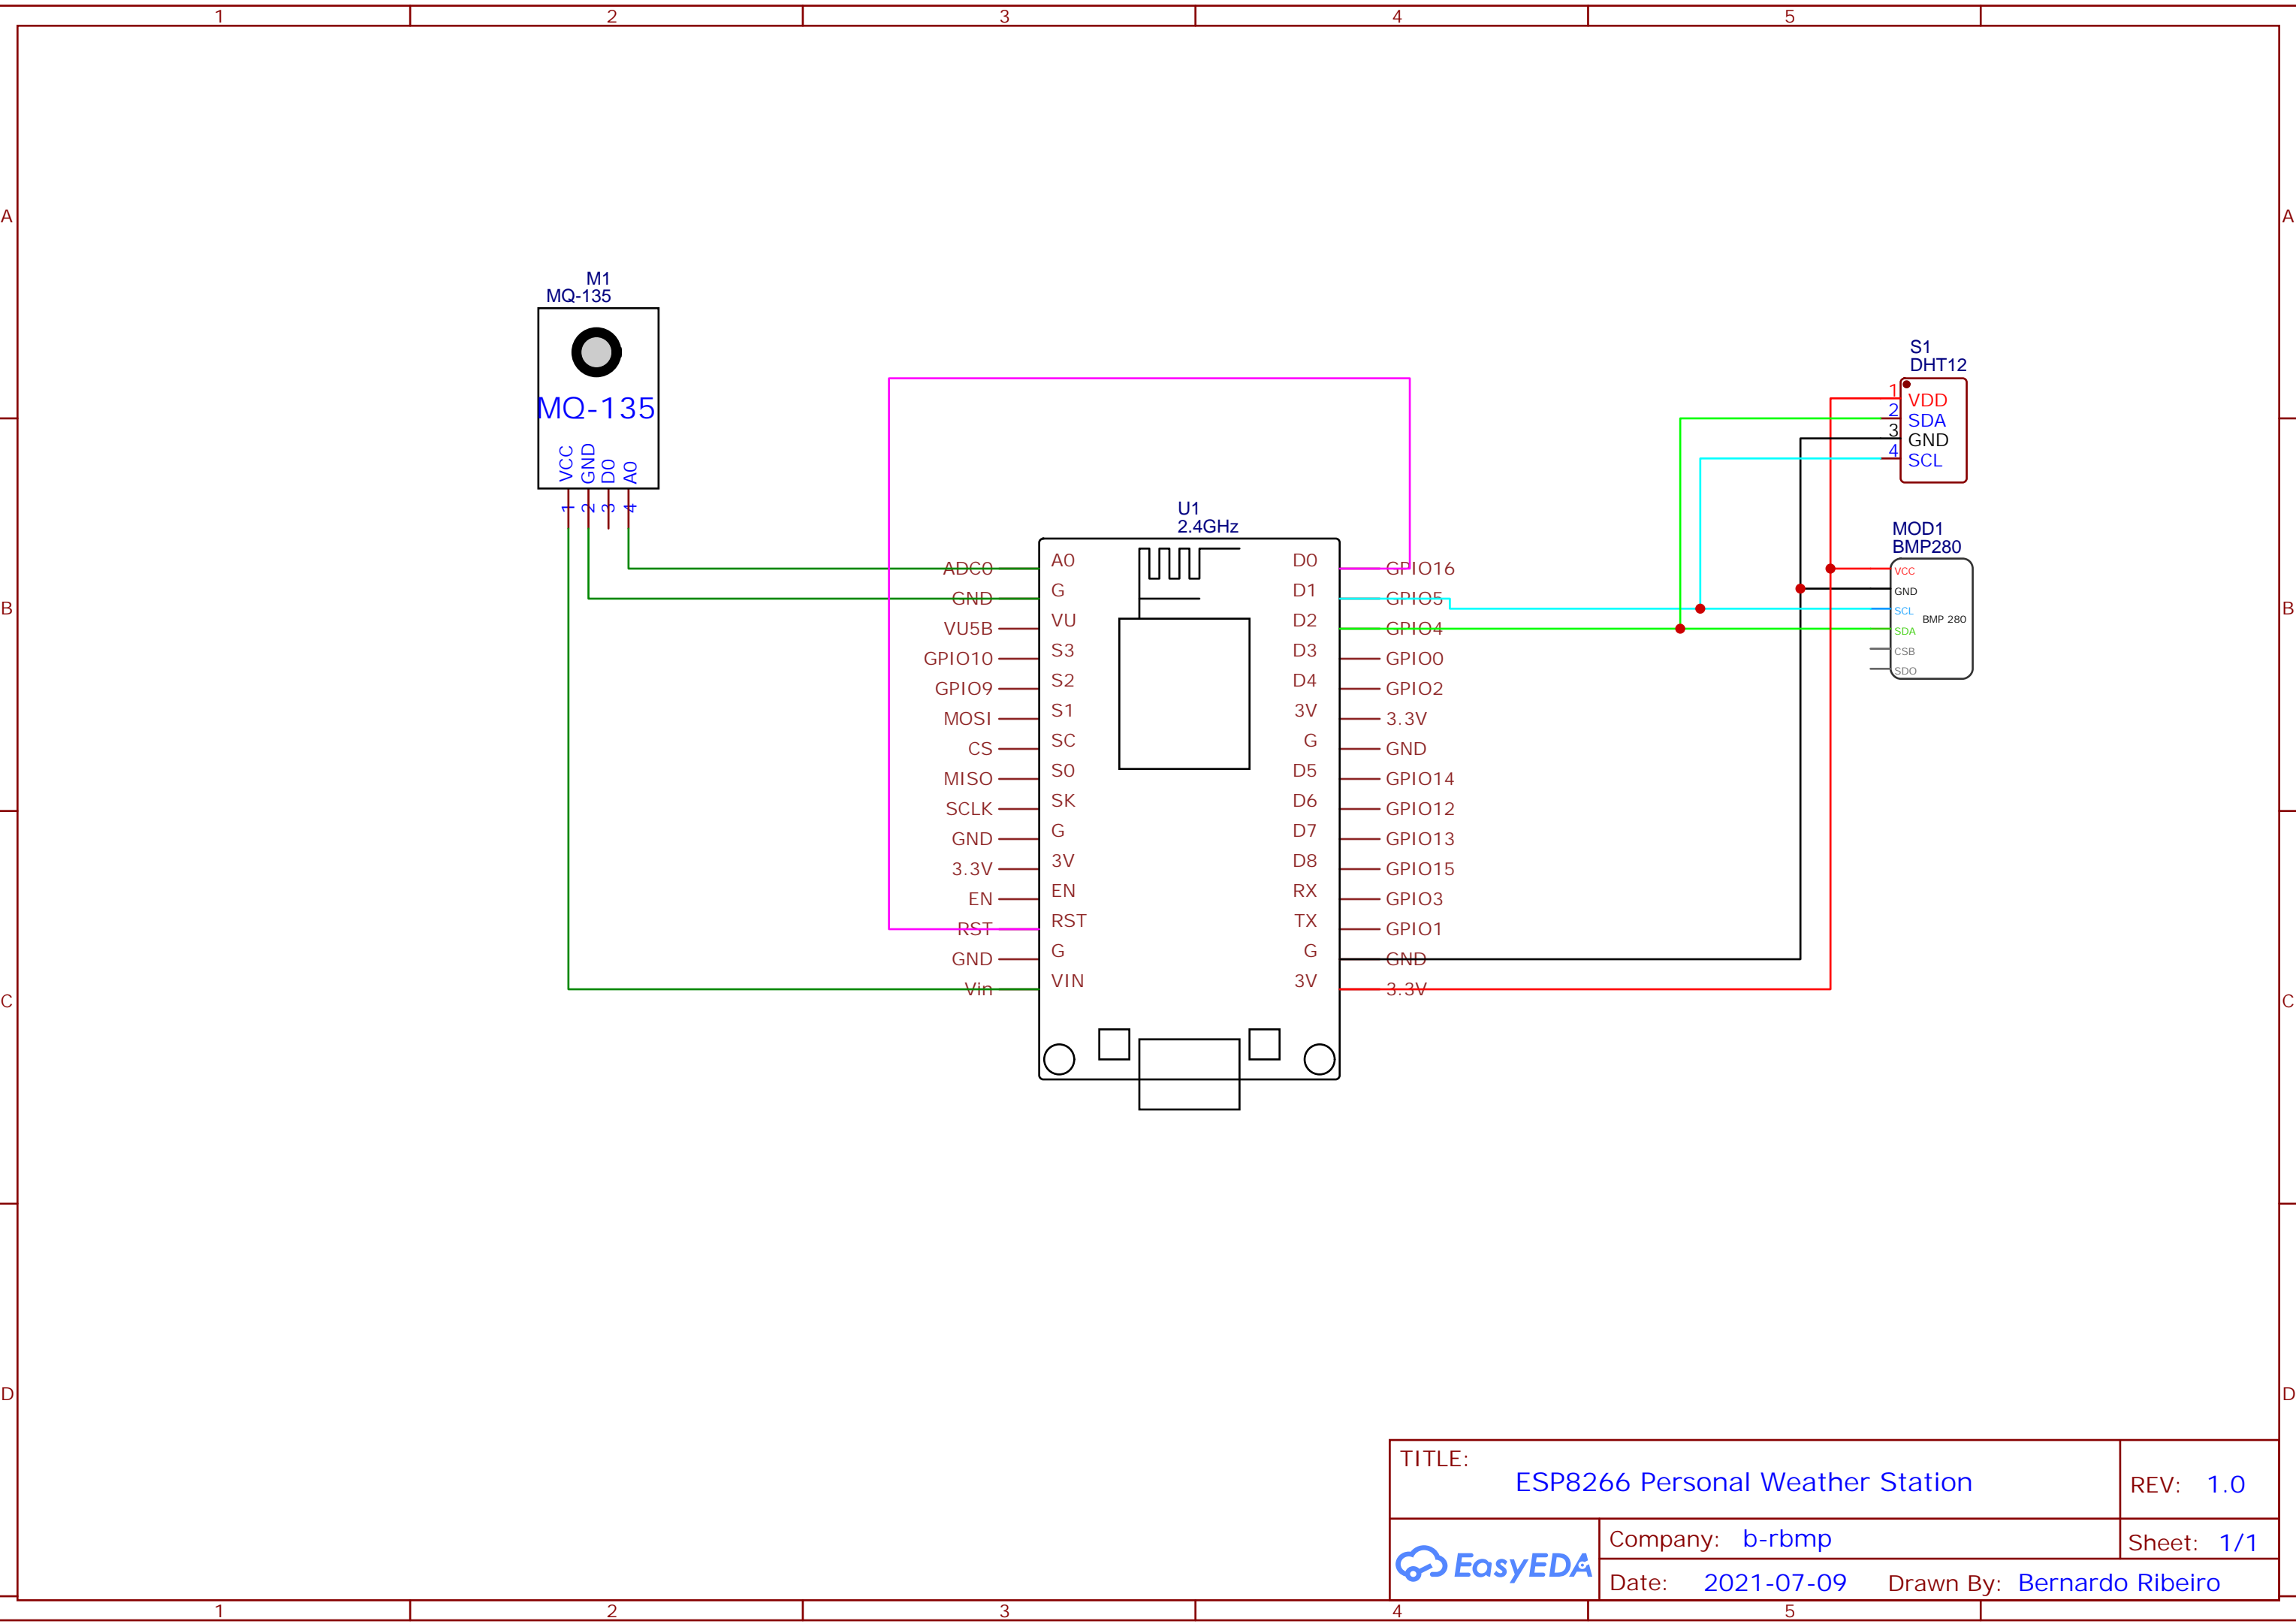 1 2 3 4 5
A A
B B
C C
D D
M1
MQ-135
MQ-135
VCC
GND
D0
A0
1
2
3
4
U1
2.4GHz
ADC0 A0 D0 GPIO16
GND G D1 GPIO5
VU5B VU D2 GPIO4
GPIO10 S3 D3 GPIO0
GPIO9 S2 D4 GPIO2
MOSI S1 3V 3.3V
CS SC G GND
MISO S0 D5 GPIO14
SCLK SK D6 GPIO12
GND G D7 GPIO13
3.3V 3V D8 GPIO15
EN EN RX GPIO3
RST RST TX GPIO1
GND G G GND
Vin VIN 3V 3.3V
S1
DHT12
1 VDD
2 SDA
3 GND
4 SCL
MOD1
BMP280
VCC
GND
SCL
BMP 280
SDA
CSB
SDO
TITLE:
ESP8266 Personal Weather Station
REV: 1.0
EasyEDA
Company: b-rbmp
Sheet: 1/1
Date: 2021-07-09 Drawn By: Bernardo Ribeiro
1 2 3 4 5